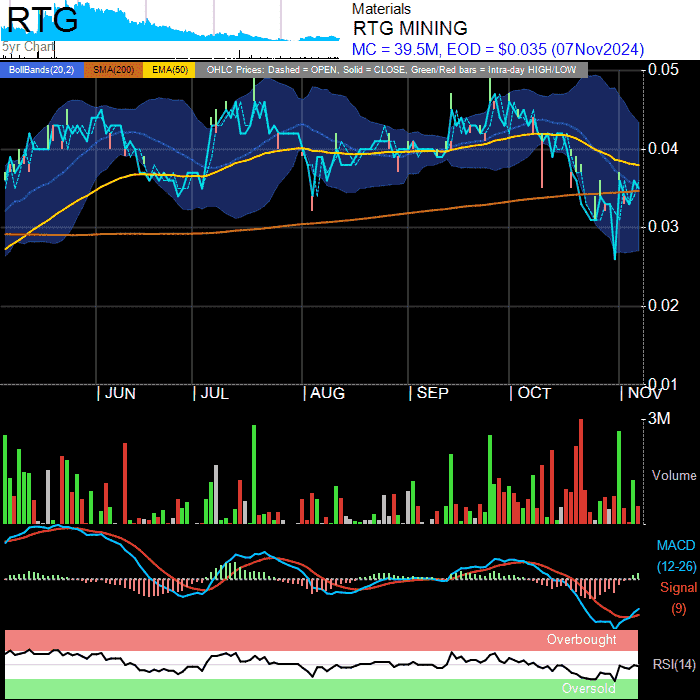 RTG
5yr Chart
Materials
RTG MINING
MC = 39.5M, EOD = $0.035 (07Nov2024)
BollBands(20,2) SMA(200) EMA(50) OHLC Prices: Dashed = OPEN, Solid = CLOSE, Green/Red bars = Intra-day HIGH/LOW
0.05
0.04
0.03
0.02
0.01
JUN JUL AUG SEP OCT NOV
3M
Volume
MACD
(12-26)
Signal
(9)
Overbought
RSI(14)
Oversold